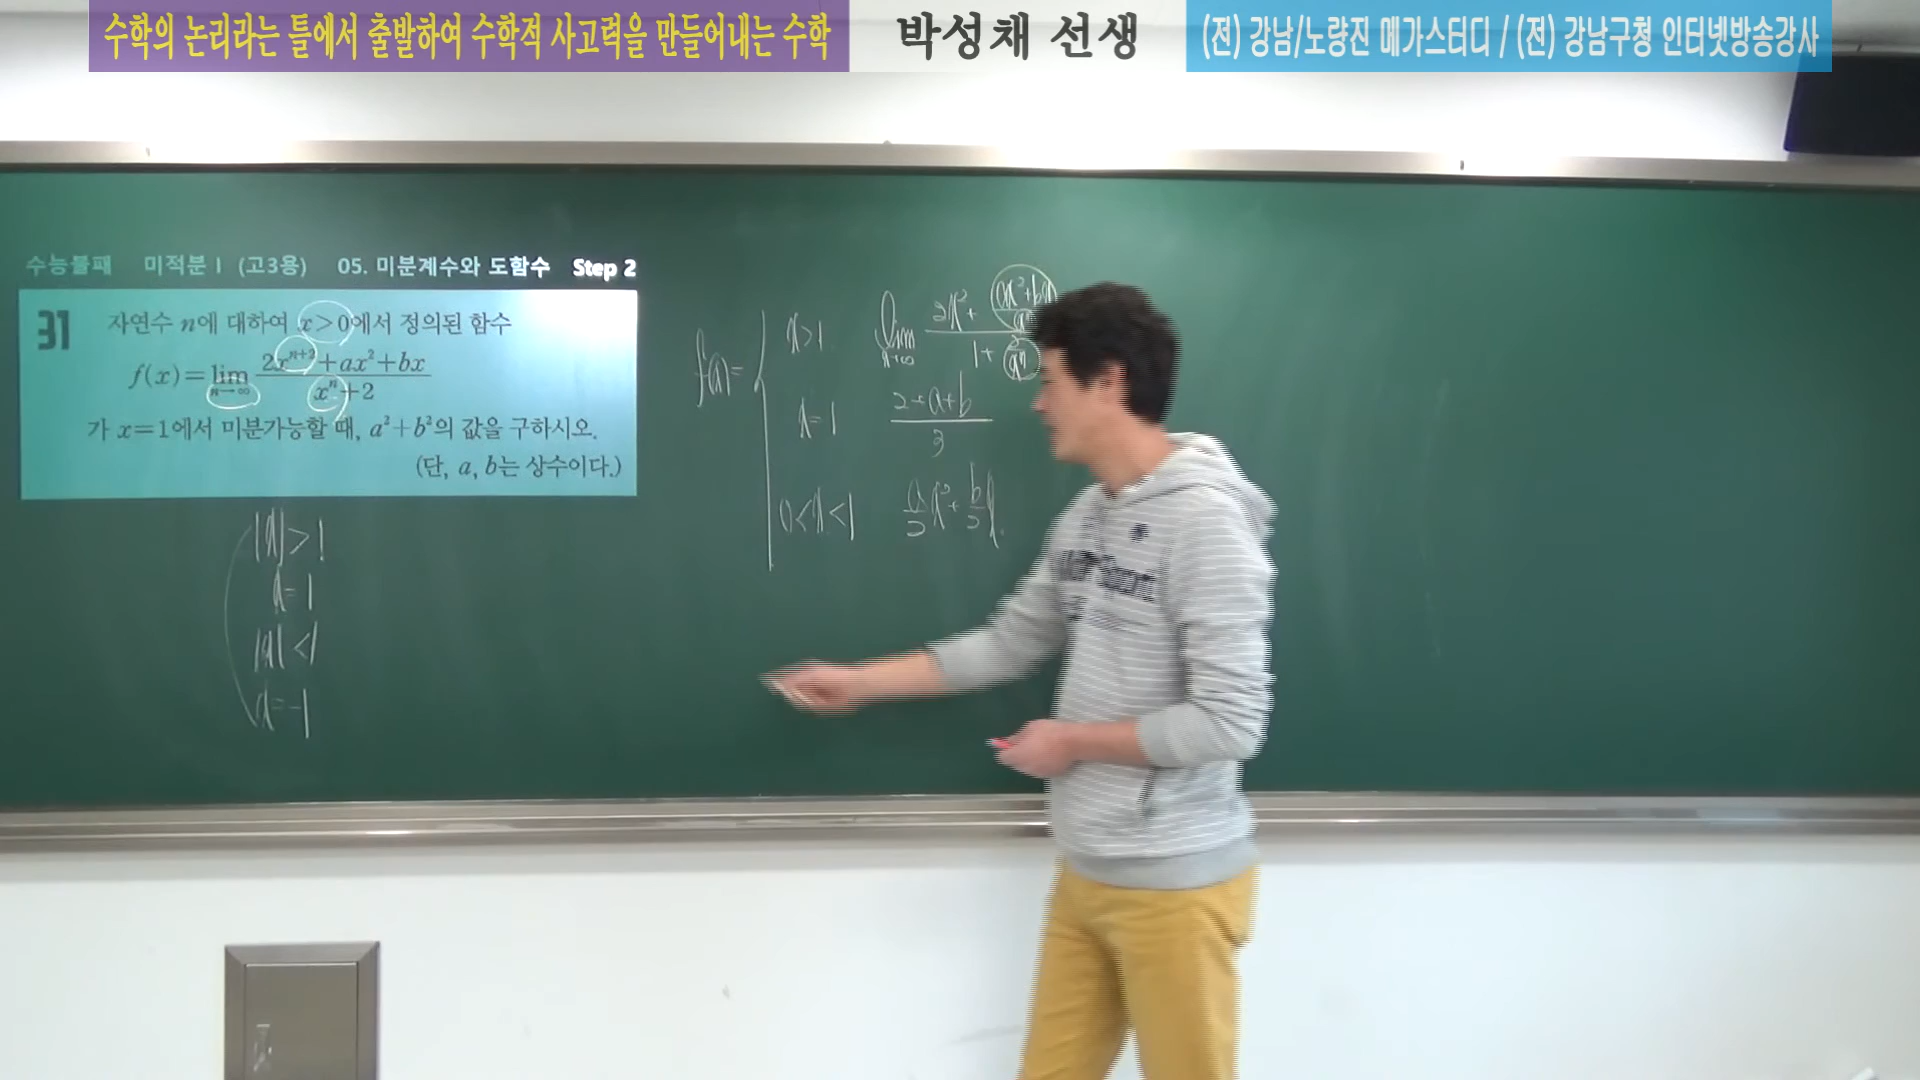 수학의 논리라는 틀에서 출발하여 수학적 사고력을 만들어내는 수학
박성채 선생
(전) 강남/노량진 메가스터디 / (전) 강남구청 인터넷방송강사
수능불패 미적분 I (고3용) 05. 미분계수와 도함수 Step 2
31 자연수 n에 대하여 x>0에서 정의된 함수
f(x)=lim n→∞ (2xⁿ⁺²+ax²+bx)/(xⁿ+2)
가 x=1에서 미분가능할 때, a²+b²의 값을 구하시오.
(단, a, b는 상수이다.)
|x|>1
x=1
|x|<1
x=-1
f(x)=
x>1 lim n→∞
x=1 (2+a+b)/3
0<x<1 a/2 x²+ b/2 x